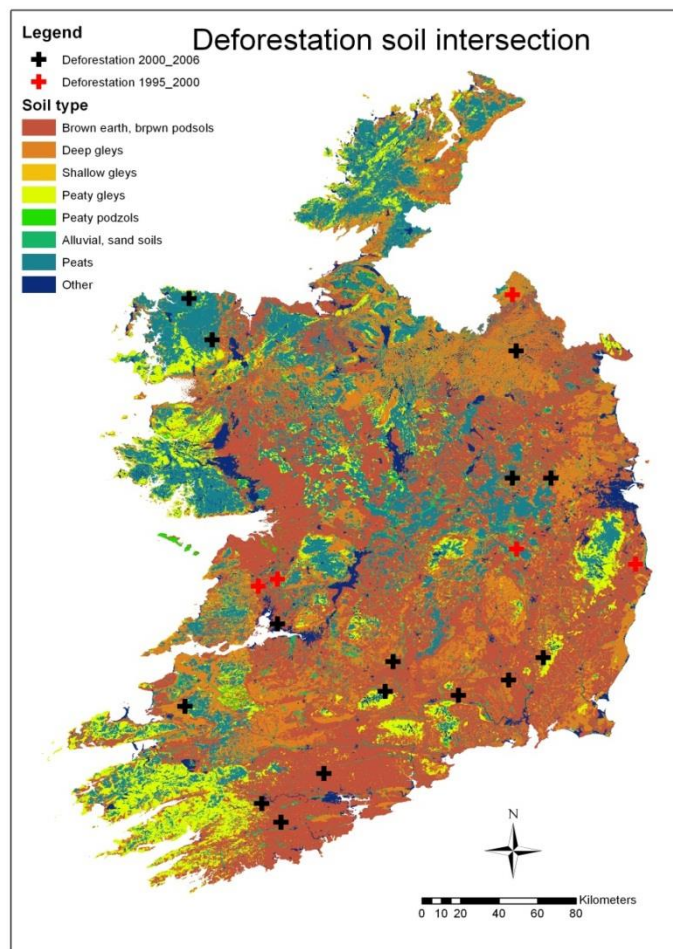 Deforestation soil intersection
Legend
Deforestation 2000_2006
Deforestation 1995_2000
Soil type
Brown earth, brpwn podsols
Deep gleys
Shallow gleys
Peaty gleys
Peaty podzols
Alluvial, sand soils
Peats
Other
N
Kilometers
0 10 20 40 60 80